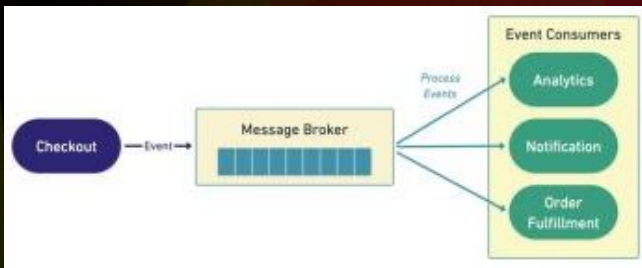 Checkout
Event
Message Broker
Process
Events
Event Consumers
Analytics
Notification
Order
Fulfillment